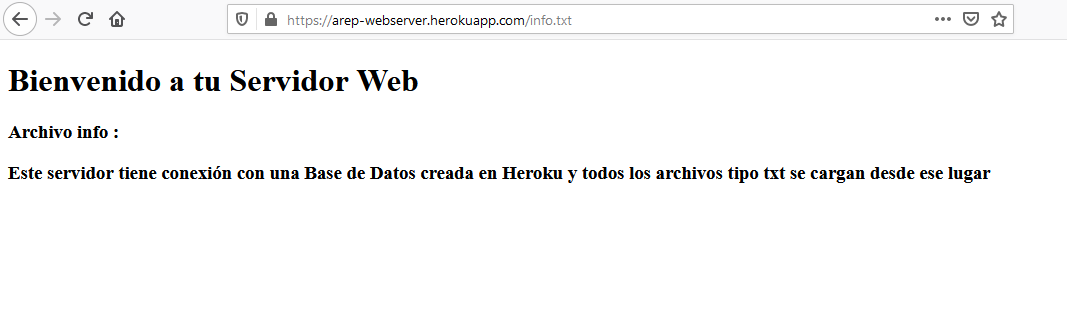 https://arep-webserver.herokuapp.com/info.txt
Bienvenido a tu Servidor Web
Archivo info :
Este servidor tiene conexión con una Base de Datos creada en Heroku y todos los archivos tipo txt se cargan desde ese lugar